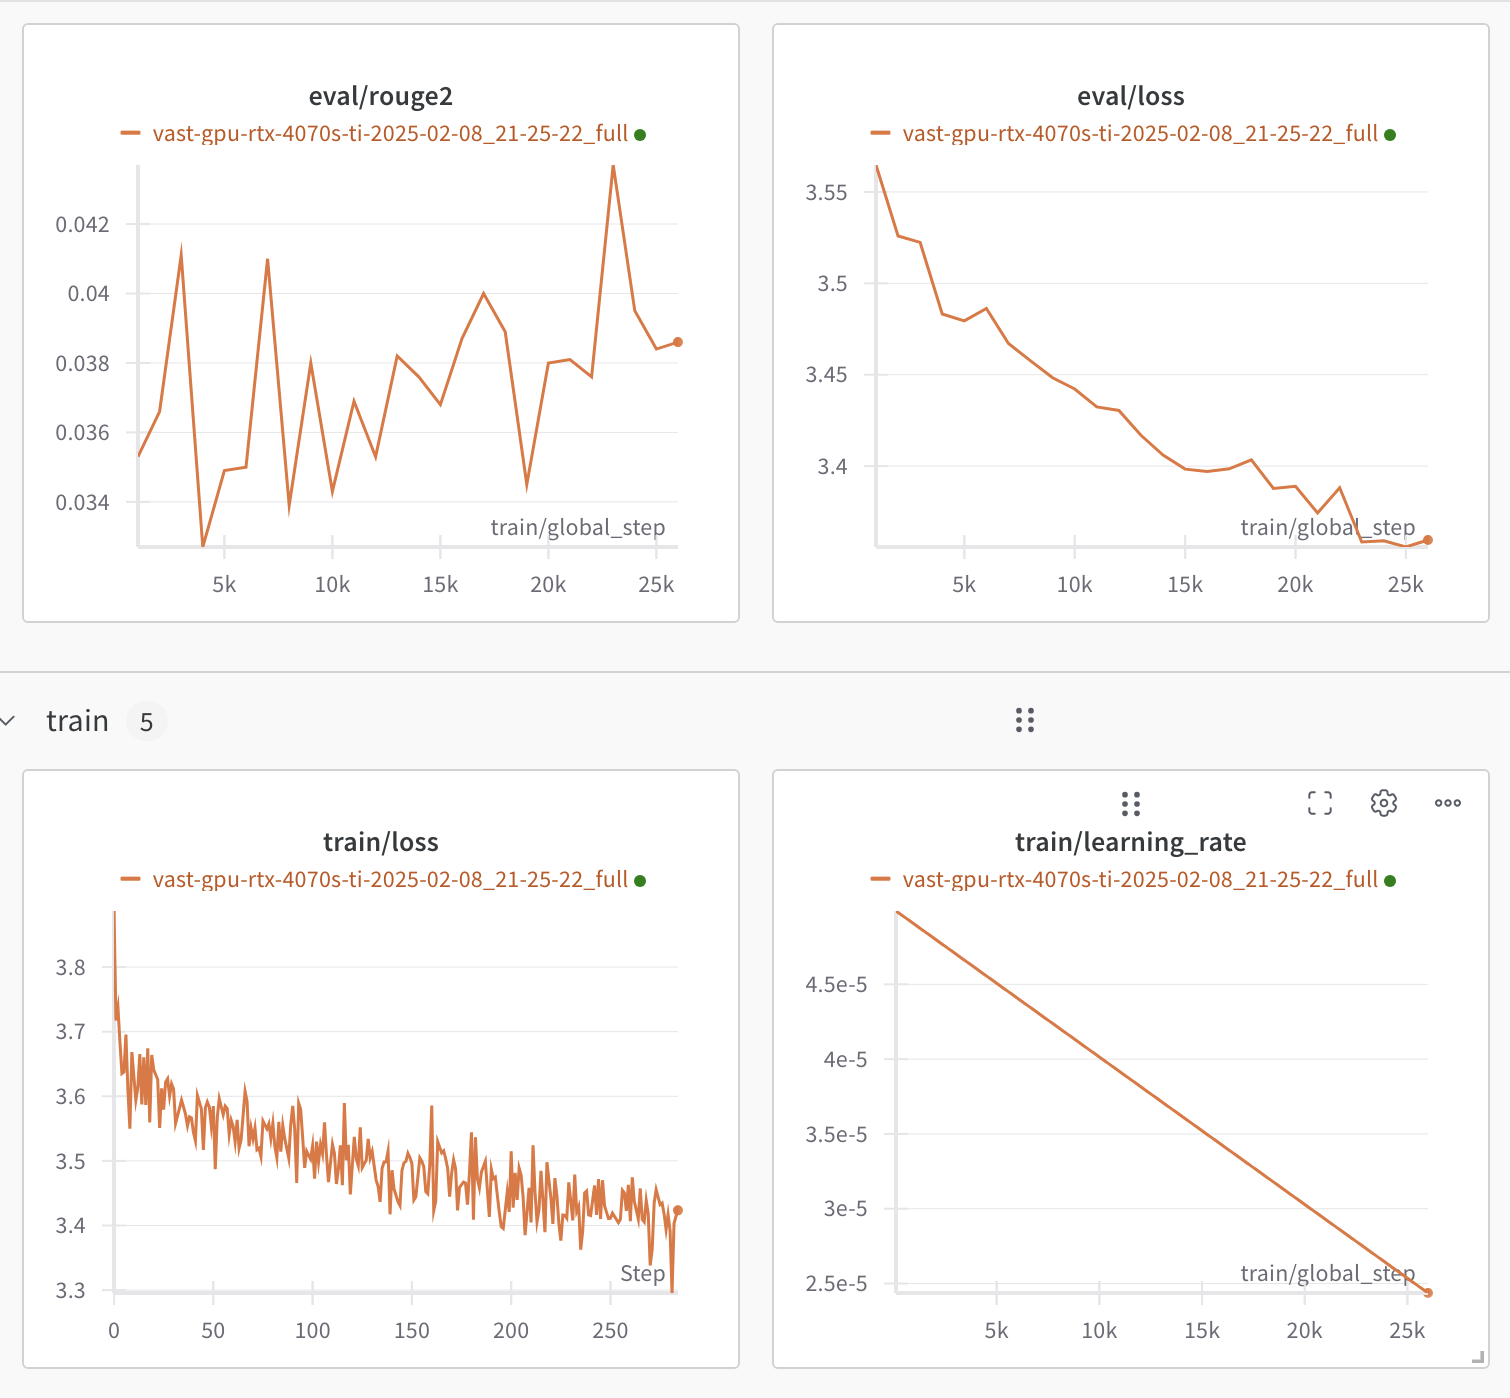 eval/rouge2
vast-gpu-rtx-4070s-ti-2025-02-08_21-25-22_full
0.042
0.04
0.038
0.036
0.034
train/global_step
5k 10k 15k 20k 25k
eval/loss
vast-gpu-rtx-4070s-ti-2025-02-08_21-25-22_full
3.55
3.5
3.45
3.4
train/global_step
5k 10k 15k 20k 25k
train 5
train/loss
vast-gpu-rtx-4070s-ti-2025-02-08_21-25-22_full
3.8
3.7
3.6
3.5
3.4
3.3
Step
0 50 100 150 200 250
train/learning_rate
vast-gpu-rtx-4070s-ti-2025-02-08_21-25-22_full
4.5e-5
4e-5
3.5e-5
3e-5
2.5e-5
train/global_step
5k 10k 15k 20k 25k